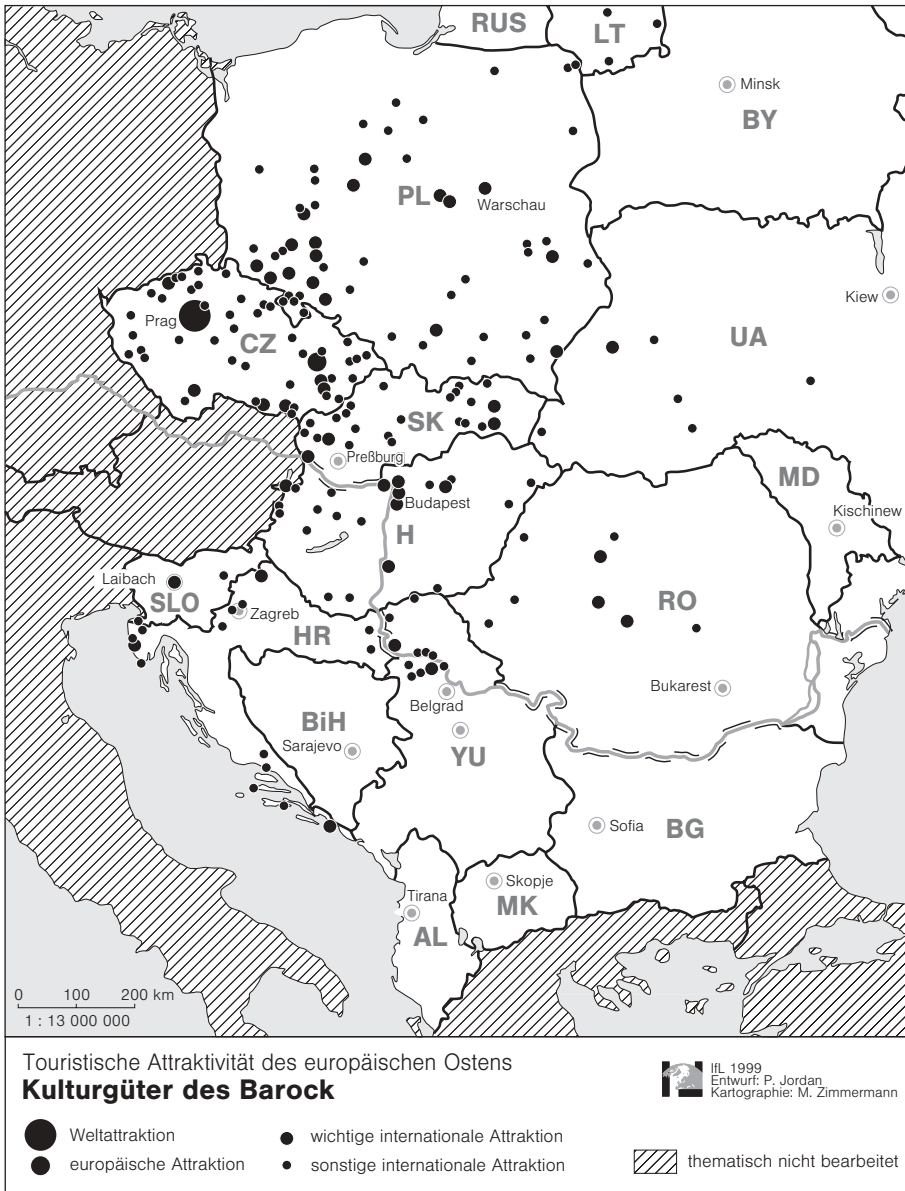 RUS
LT
Minsk
BY
PL
Warschau
Kiew
Prag
CZ
UA
SK
Preßburg
MD
Budapest
Kischinew
H
Laibach
SLO
RO
Zagreb
HR
Bukarest
Belgrad
BiH
Sarajevo
YU
Sofia
BG
Skopje
Tirana
MK
AL
0 100 200 km
1 : 13 000 000
Touristische Attraktivität des europäischen Ostens
Kulturgüter des Barock
IfL 1999
Entwurf: P. Jordan
Kartographie: M. Zimmermann
Weltattraktion
wichtige internationale Attraktion
europäische Attraktion
sonstige internationale Attraktion
thematisch nicht bearbeitet